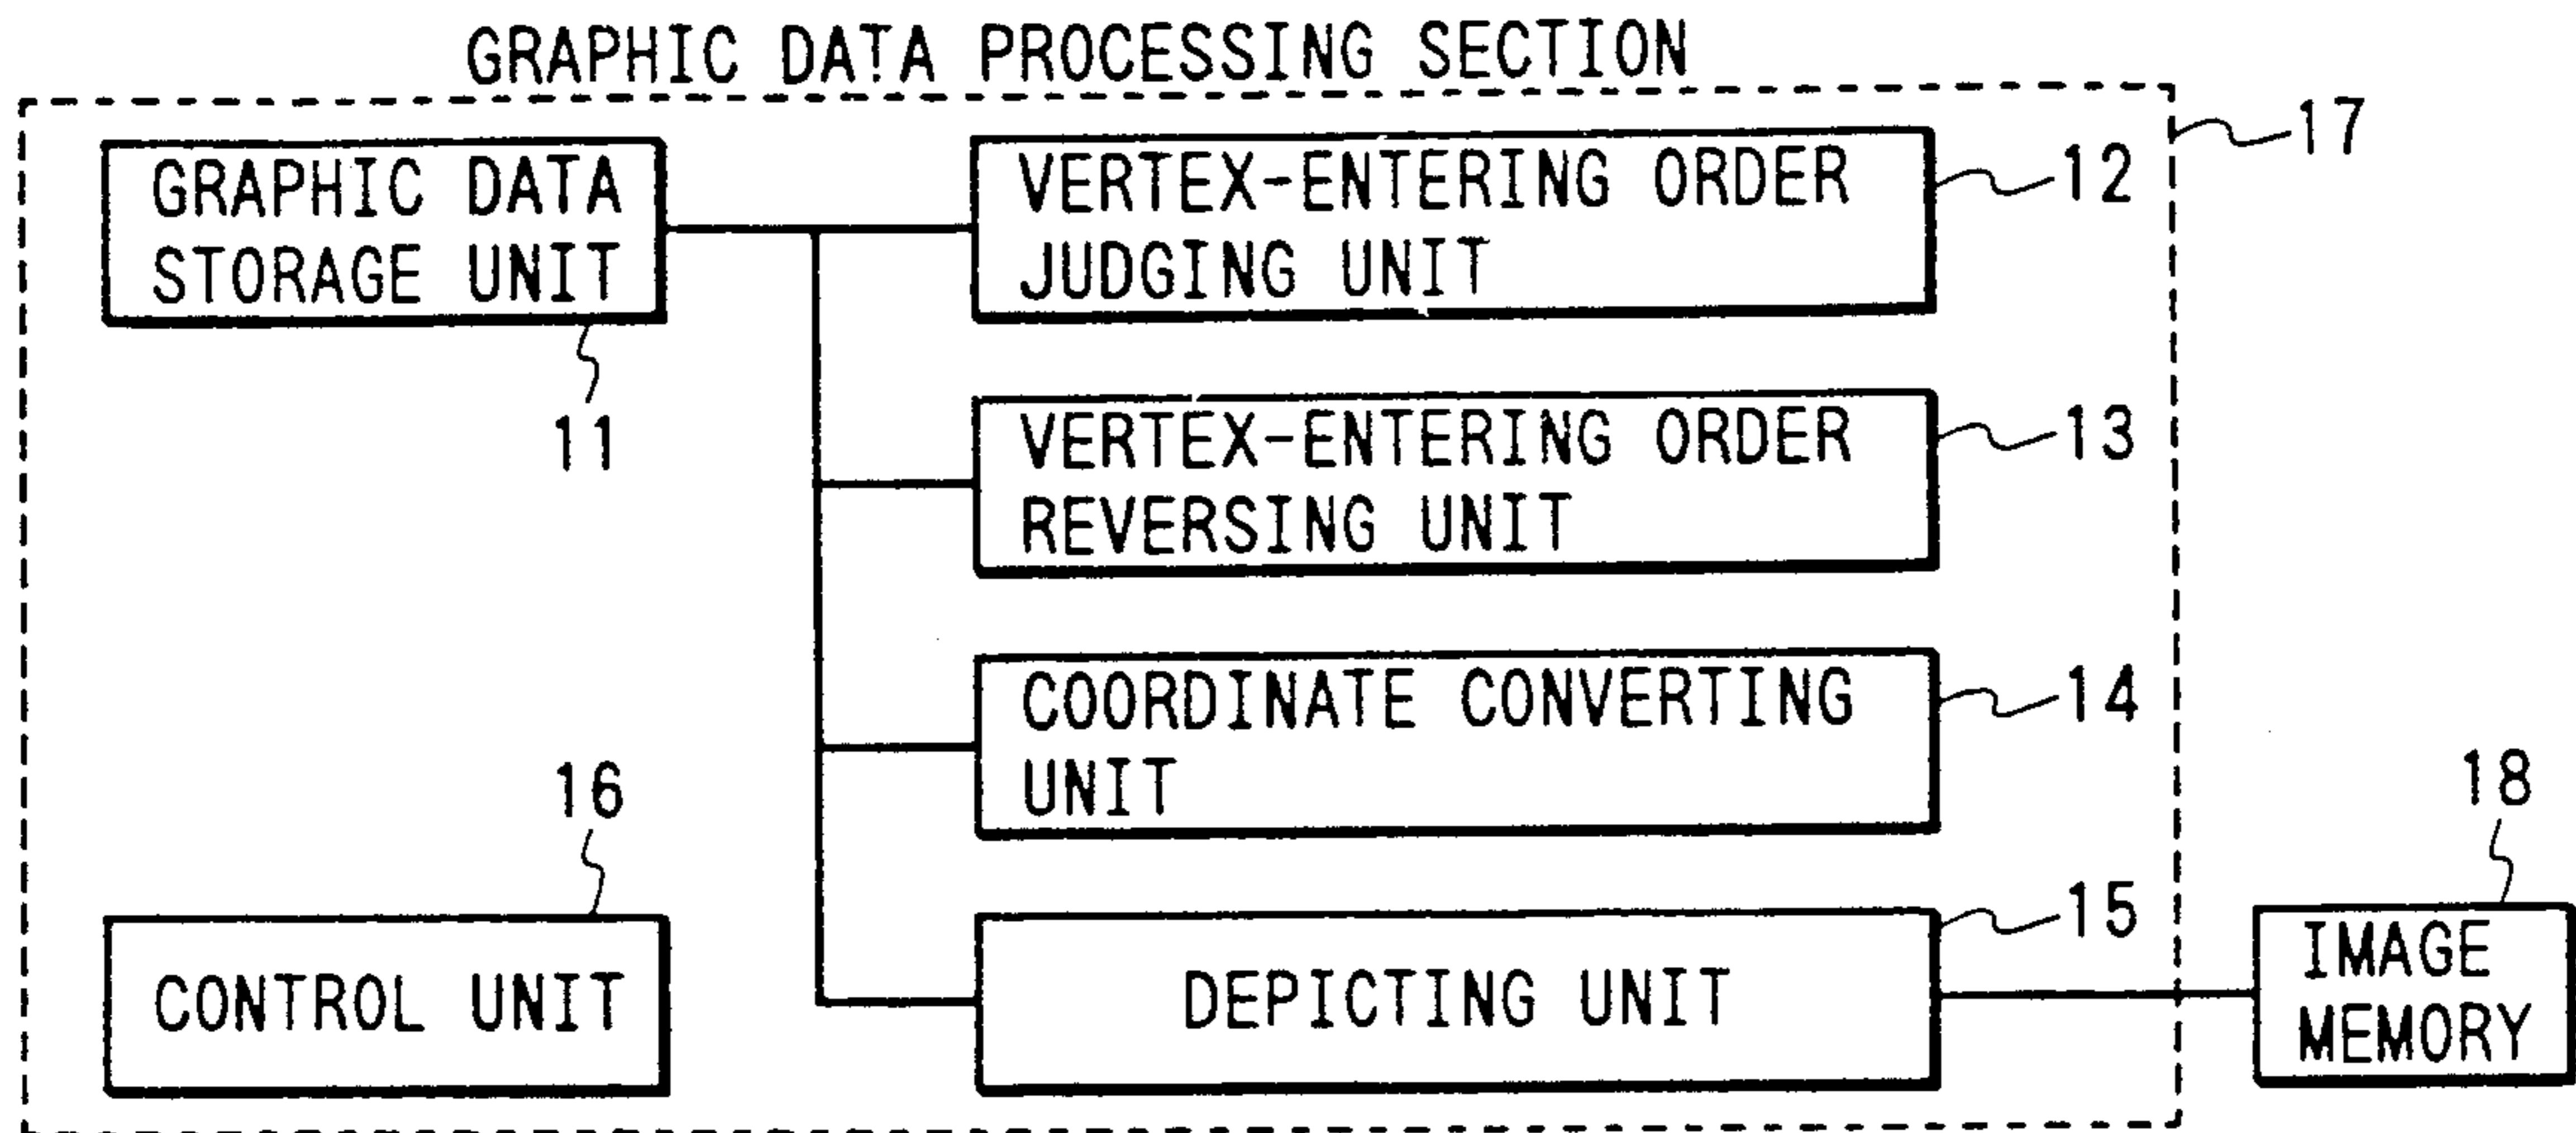 GRAPHIC DATA PROCESSING SECTION
17
GRAPHIC DATA
STORAGE UNIT
11
VERTEX-ENTERING ORDER
JUDGING UNIT
12
VERTEX-ENTERING ORDER
REVERSING UNIT
13
COORDINATE CONVERTING
UNIT
14
16
CONTROL UNIT
DEPICTING UNIT
15
18
IMAGE
MEMORY